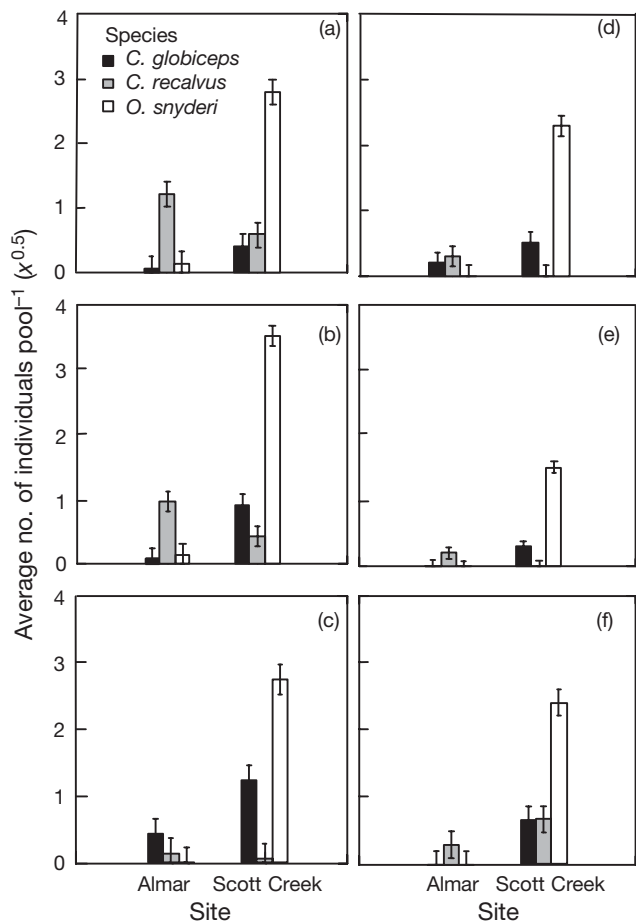 4
3
2
1
0
Species
C. globiceps
C. recalvus
O. snyderi
(a)
(d)
4
3
2
1
0
(b)
(e)
4
3
2
1
0
(c)
(f)
Average no. of individuals pool⁻¹ (x⁰·⁵)
Almar Scott Creek
Site
Almar Scott Creek
Site